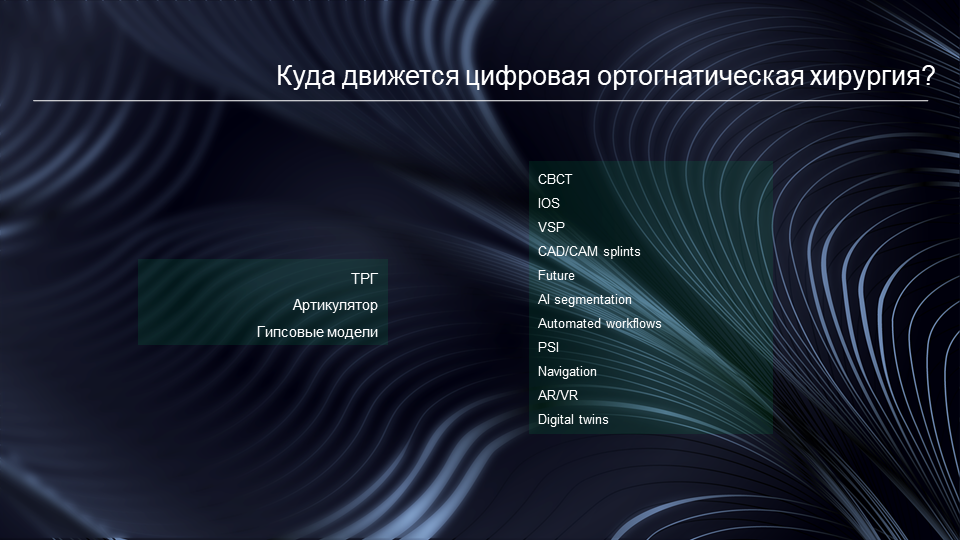 Куда движется цифровая ортогнатическая хирургия?
ТРГ
Артикулятор
Гипсовые модели
CBCT
IOS
VSP
CAD/CAM splints
Future
AI segmentation
Automated workflows
PSI
Navigation
AR/VR
Digital twins